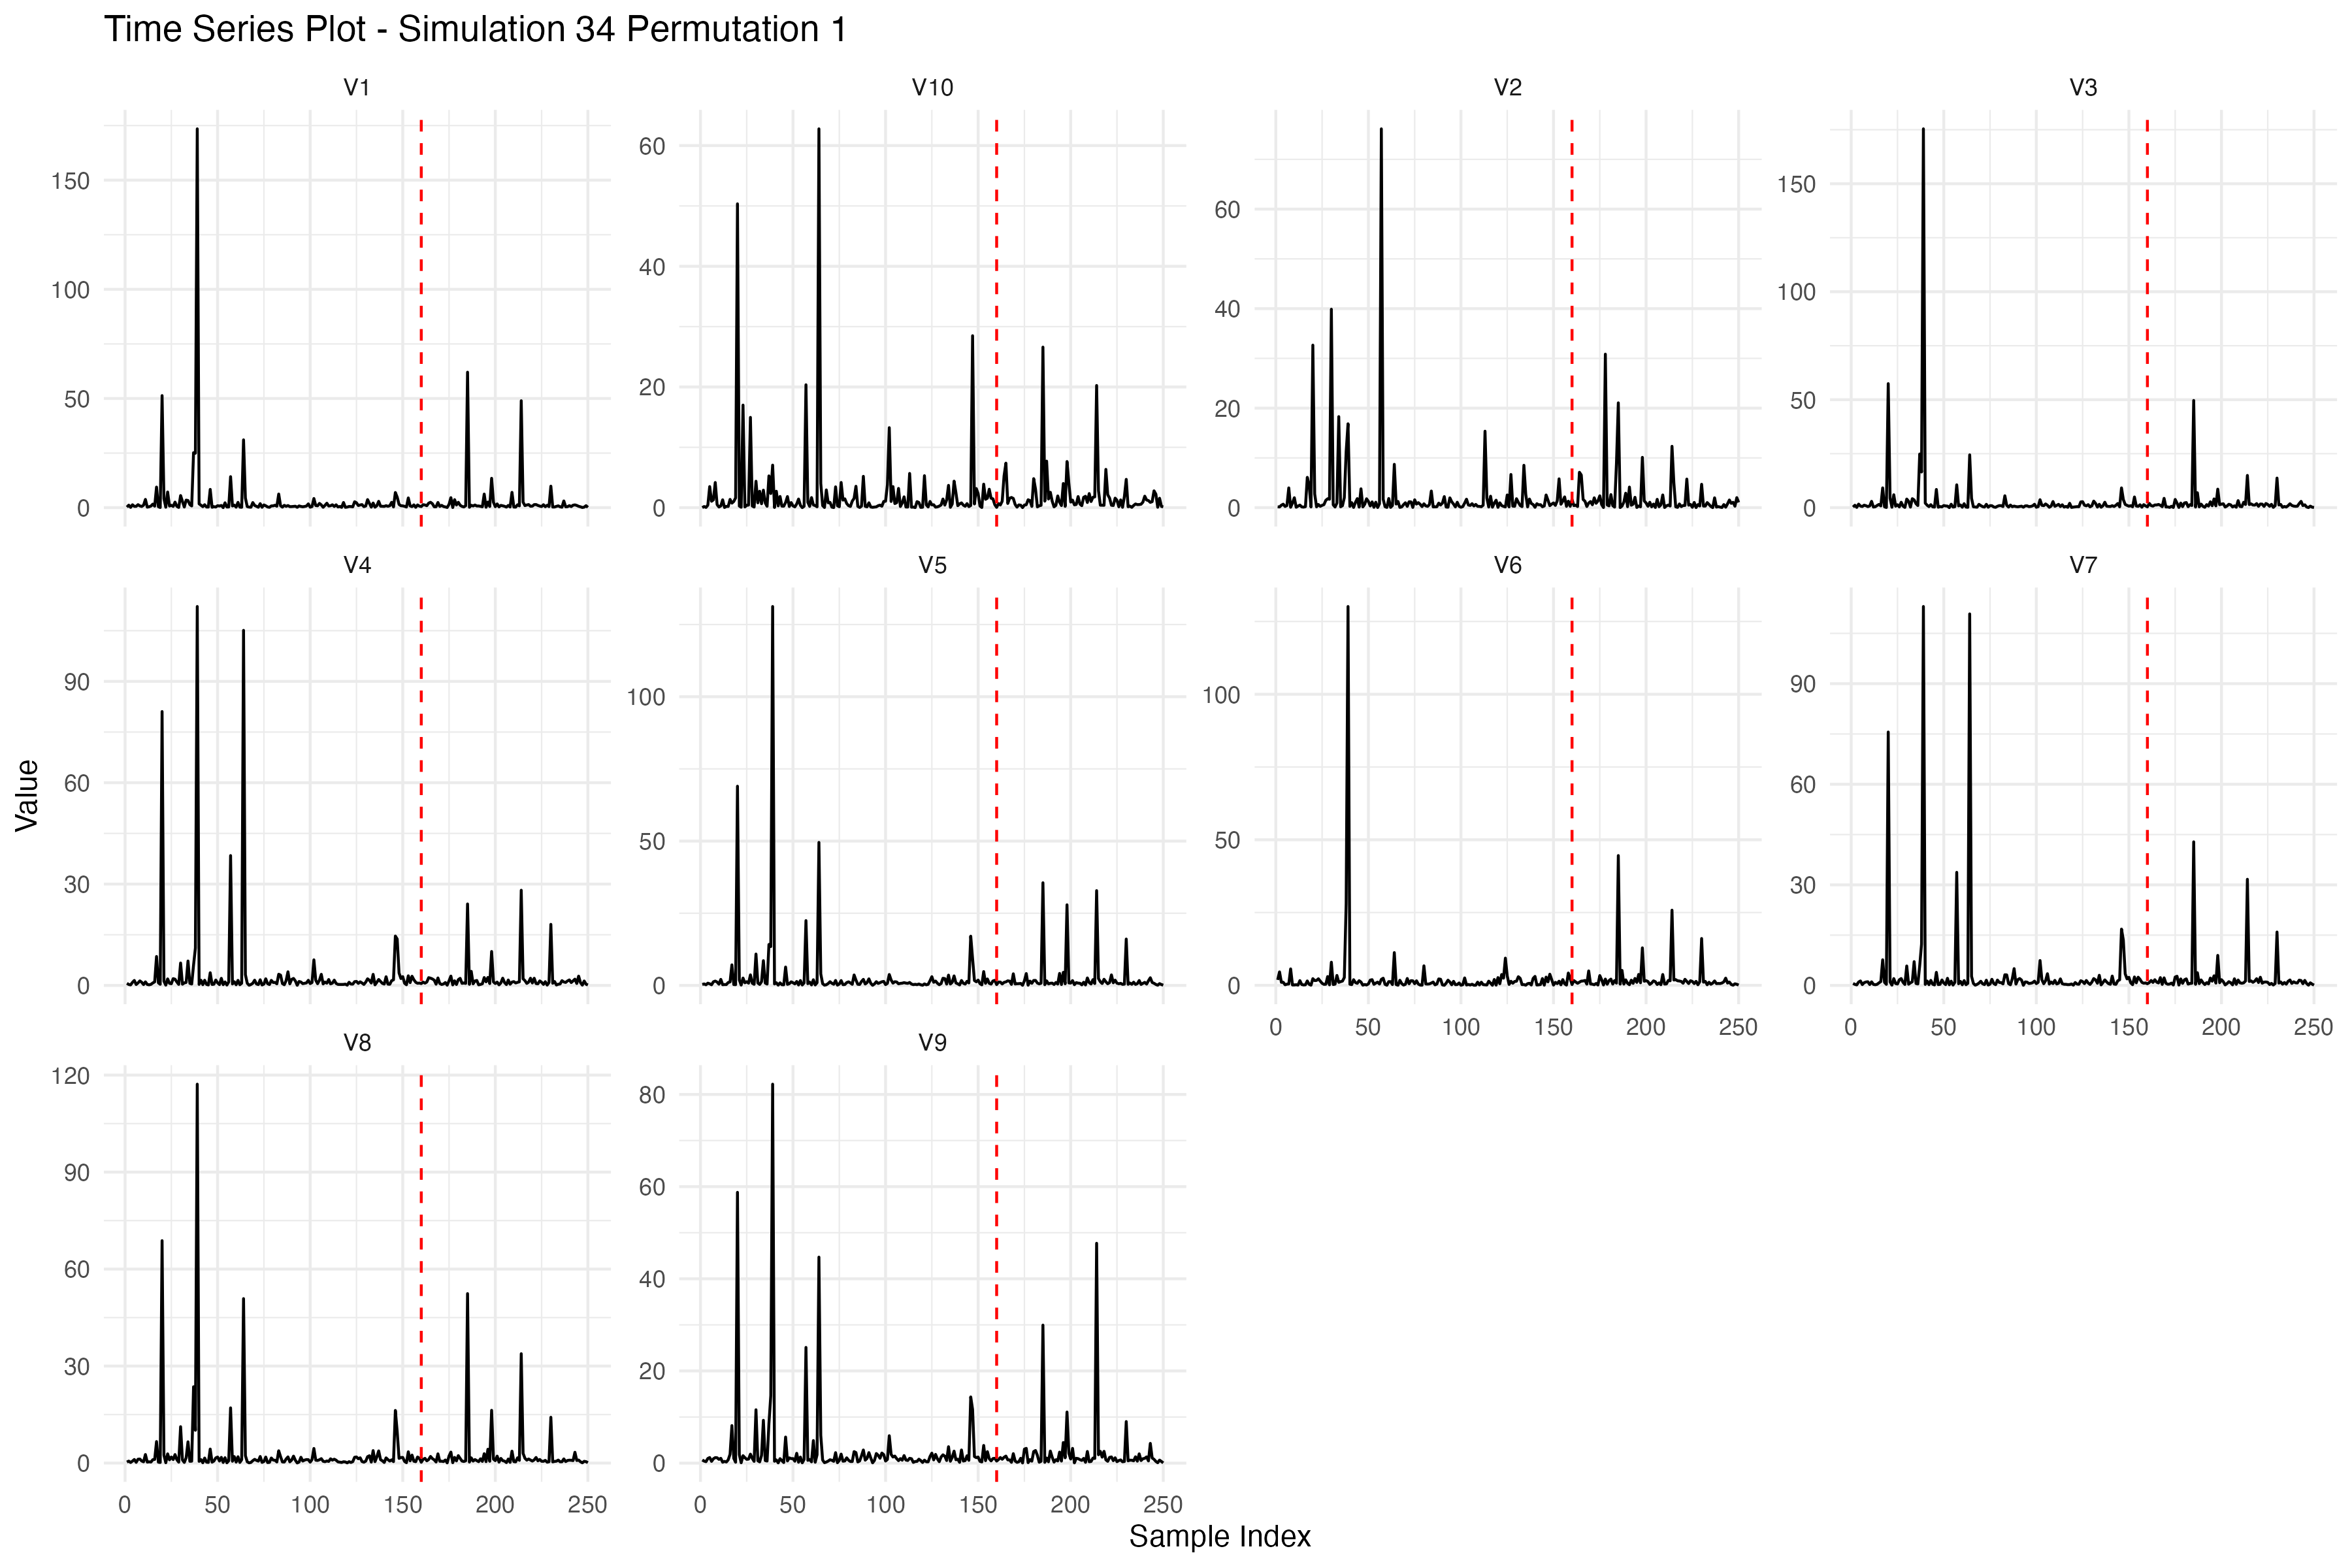 Time Series Plot - Simulation 34 Permutation 1
V1 V10 V2 V3
150 100 50 0
60 40 20 0
60 40 20 0
150 100 50 0
V4 V5 V6 V7
90 60 30 0
100 50 0
100 50 0
90 60 30 0
0 50 100 150 200 250
0 50 100 150 200 250
V8 V9
120 90 60 30 0
80 60 40 20 0
0 50 100 150 200 250
0 50 100 150 200 250
Value
Sample Index